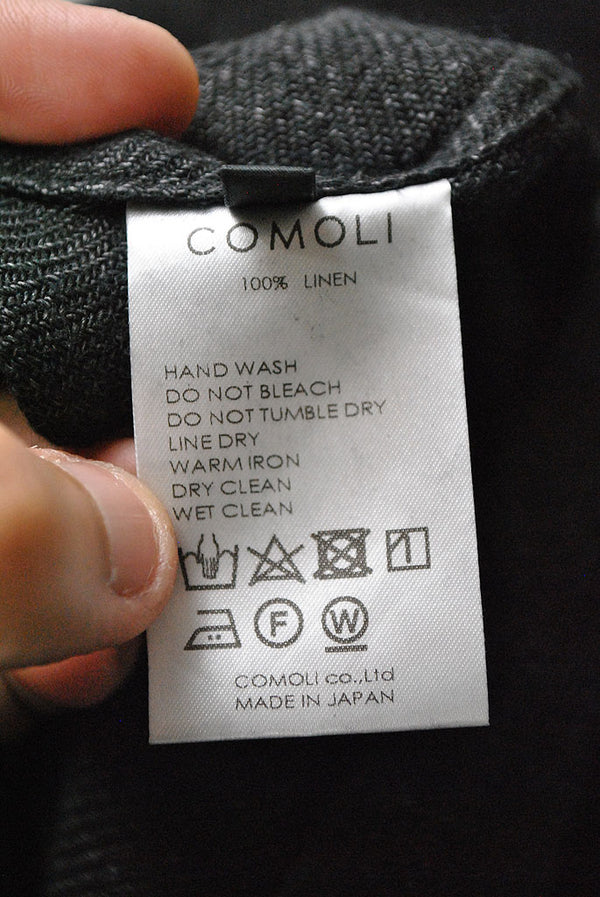 COMOLI
100% LINEN
HAND WASH
DO NOT BLEACH
DO NOT TUMBLE DRY
LINE DRY
WARM IRON
DRY CLEAN
WET CLEAN
F W
COMOLI co.,Ltd
MADE IN JAPAN